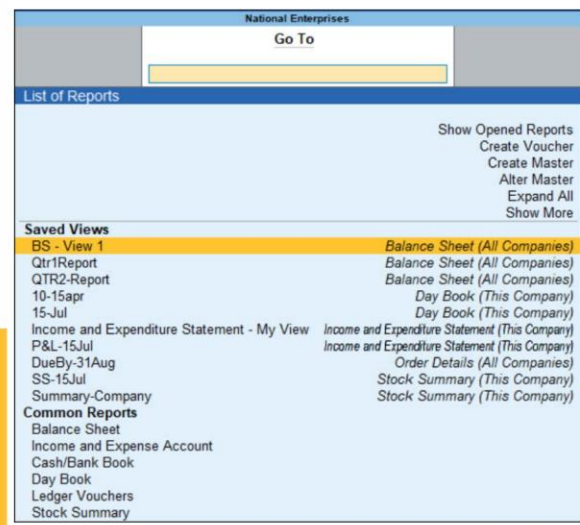 National Enterprises
Go To
List of Reports
Show Opened Reports
Create Voucher
Create Master
Alter Master
Expand All
Show More
Saved Views
BS - View 1 Balance Sheet (All Companies)
Qtr1Report Balance Sheet (All Companies)
QTR2-Report Balance Sheet (All Companies)
10-15apr Day Book (This Company)
15-Jul Day Book (This Company)
Income and Expenditure Statement - My View Income and Expenditure Statement (This Company)
P&L-15Jul Income and Expenditure Statement (This Company)
DueBy-31Aug Order Details (All Companies)
SS-15Jul Stock Summary (This Company)
Summary-Company Stock Summary (This Company)
Common Reports
Balance Sheet
Income and Expense Account
Cash/Bank Book
Day Book
Ledger Vouchers
Stock Summary